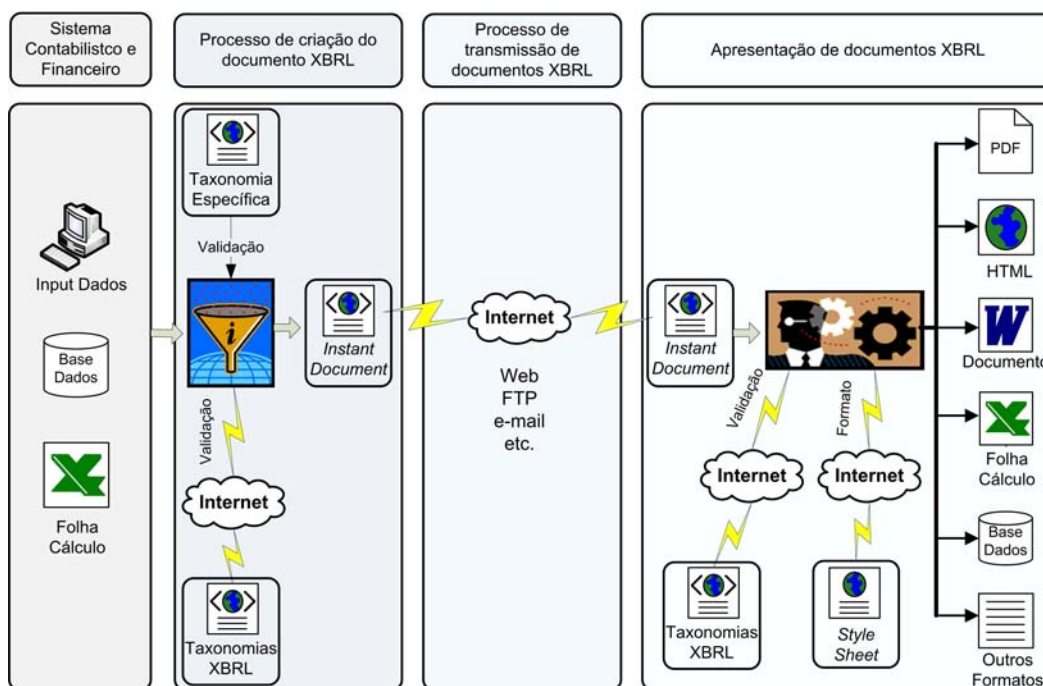 Sistema
Contabilistco e
Financeiro
Processo de criação do
documento XBRL
Processo de
transmissão de
documentos XBRL
Apresentação de documentos XBRL
Input Dados
Base
Dados
Folha
Cálculo
Taxonomia
Específica
Validação
i
Instant
Document
Validação
Internet
Taxonomias
XBRL
Internet
Web
FTP
e-mail
etc.
Instant
Document
Validação
Formato
Internet
Internet
Taxonomias
XBRL
Style
Sheet
PDF
HTML
W
Documento
Folha
Cálculo
Base
Dados
Outros
Formatos